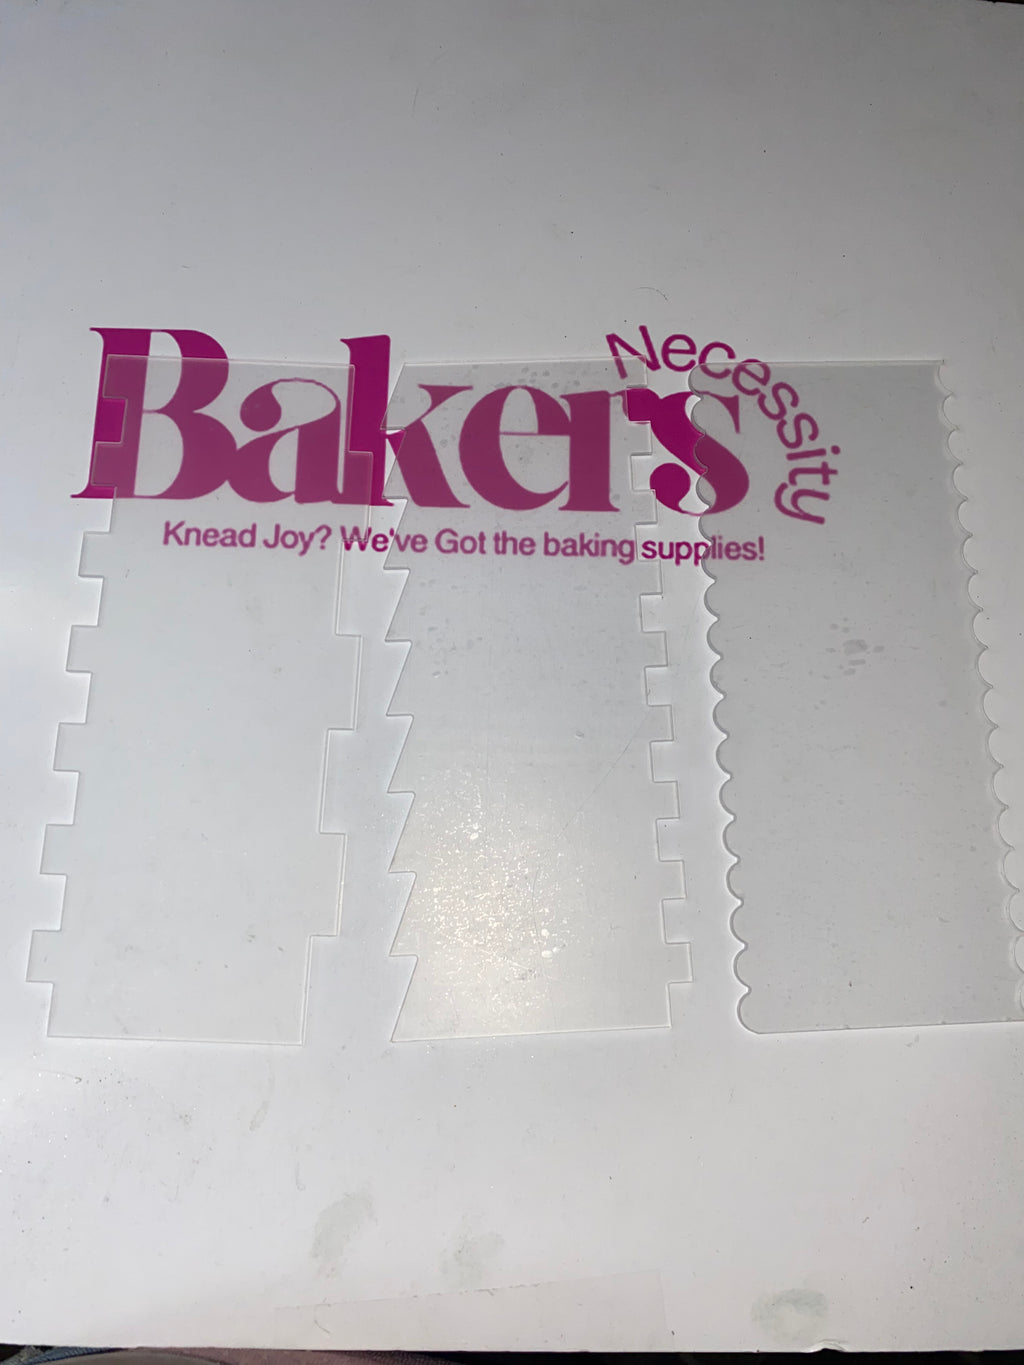 Bakers
Necessity
Knead Joy? We've Got the baking supplies!